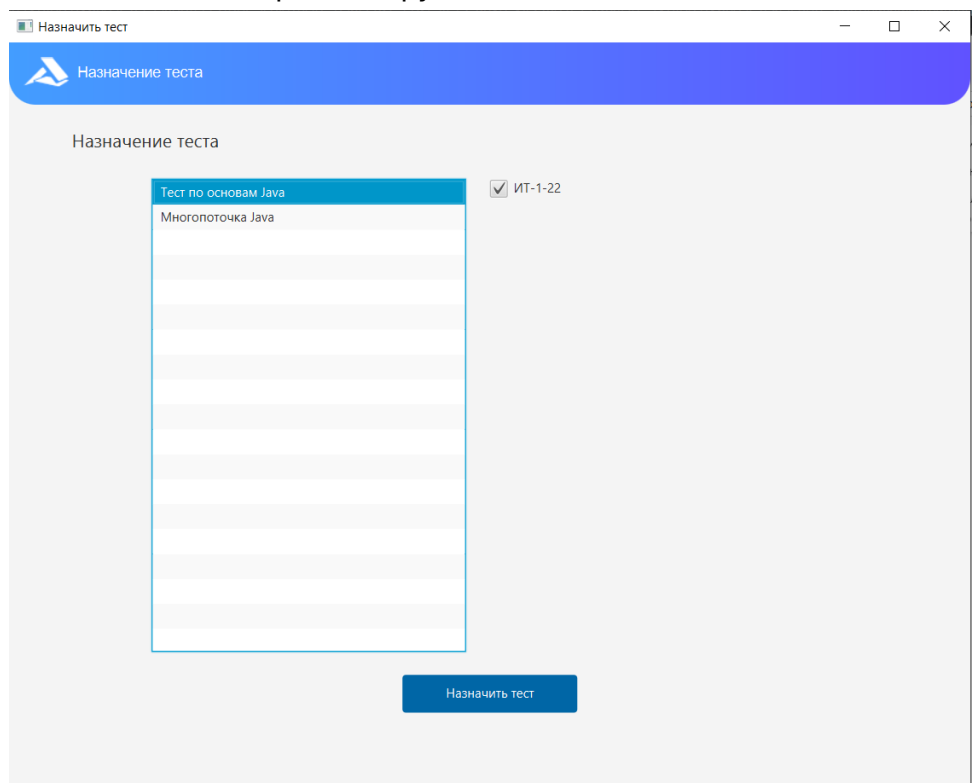 Назначить тест
Назначение теста
Назначение теста
Тест по основам Java
ИТ-1-22
Многопоточка Java
Назначить тест